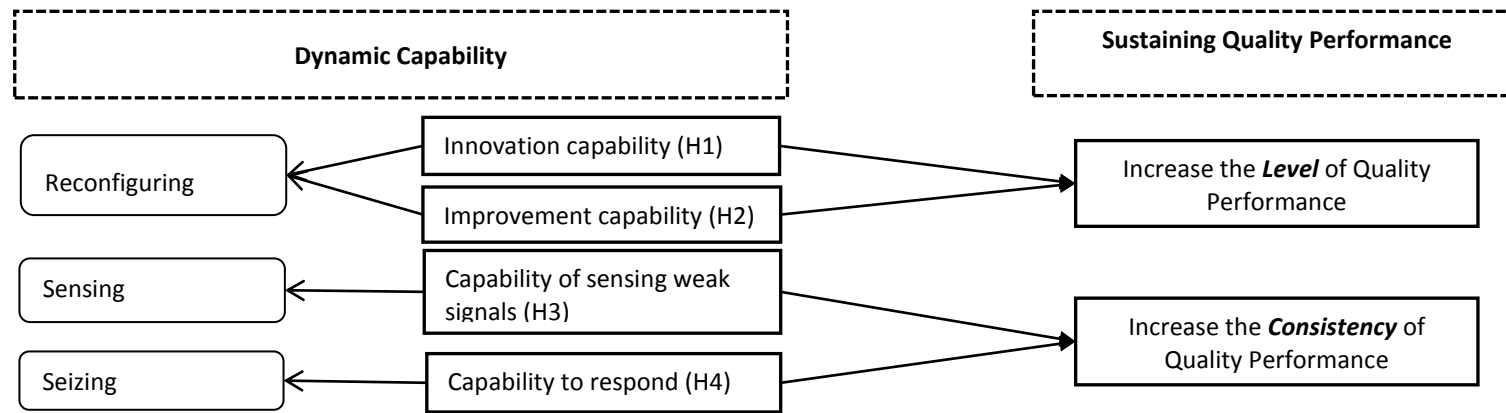 Dynamic Capability
Sustaining Quality Performance
Reconfiguring
Innovation capability (H1)
Improvement capability (H2)
Increase the Level of Quality
Performance
Sensing
Capability of sensing weak
signals (H3)
Increase the Consistency of
Quality Performance
Seizing
Capability to respond (H4)